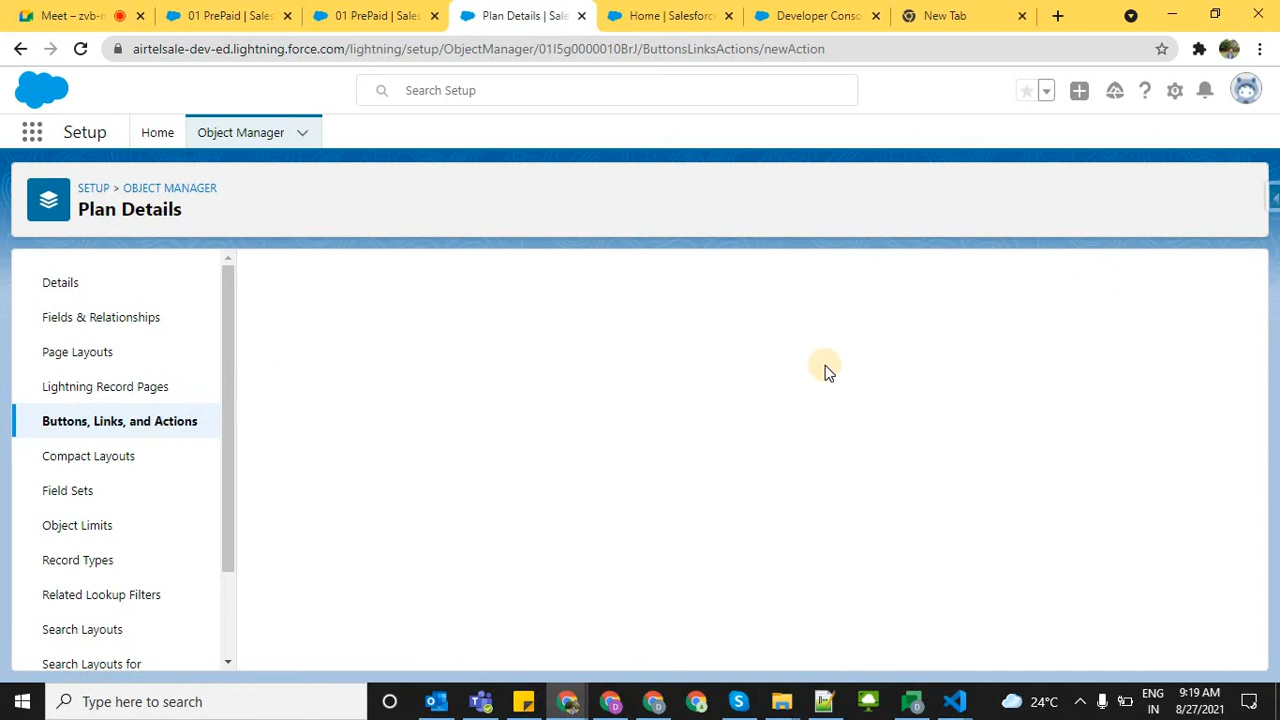 Meet – zvb-n
01 PrePaid | Sales
01 PrePaid | Sales
Plan Details | Sale
Home | Salesforce
Developer Conso
New Tab
airtelsale-dev-ed.lightning.force.com/lightning/setup/ObjectManager/01I5g0000010BrJ/ButtonsLinksActions/newAction
Search Setup
Setup
Home
Object Manager
SETUP > OBJECT MANAGER
Plan Details
Details
Fields & Relationships
Page Layouts
Lightning Record Pages
Buttons, Links, and Actions
Compact Layouts
Field Sets
Object Limits
Record Types
Related Lookup Filters
Search Layouts
Search Layouts for
Type here to search
24°C
ENG
IN
9:19 AM
8/27/2021